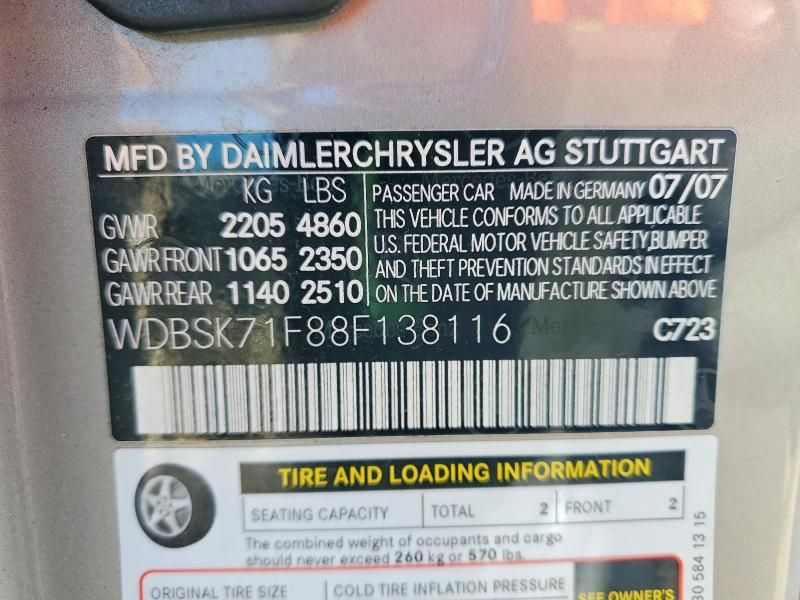 MFD BY DAIMLERCHRYSLER AG STUTTGART
KG LBS
GVWR 2205 4860
GAWR FRONT 1065 2350
GAWR REAR 1140 2510
PASSENGER CAR MADE IN GERMANY 07/07
THIS VEHICLE CONFORMS TO ALL APPLICABLE
U.S. FEDERAL MOTOR VEHICLE SAFETY, BUMPER
AND THEFT PREVENTION STANDARDS IN EFFECT
ON THE DATE OF MANUFACTURE SHOWN ABOVE
WDBSK71F88F138116 C723
TIRE AND LOADING INFORMATION
SEATING CAPACITY TOTAL 2 FRONT 2
The combined weight of occupants and cargo
should never exceed 260 kg or 570 lbs.
ORIGINAL TIRE SIZE COLD TIRE INFLATION PRESSURE
SEE OWNER'S
30 584 13 15